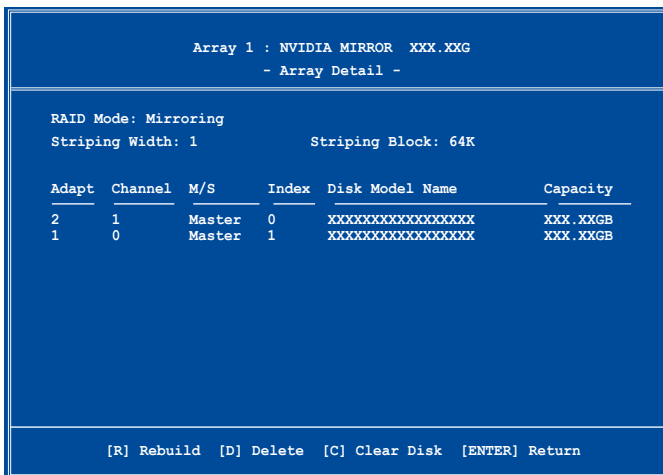 Array 1 : NVIDIA MIRROR XXX.XXG
- Array Detail -
RAID Mode: Mirroring
Striping Width: 1 Striping Block: 64K
Adapt Channel M/S Index Disk Model Name Capacity
2 1 Master 0 XXXXXXXXXXXXXXXXX XXX.XXGB
1 0 Master 1 XXXXXXXXXXXXXXXXX XXX.XXGB
[R] Rebuild [D] Delete [C] Clear Disk [ENTER] Return